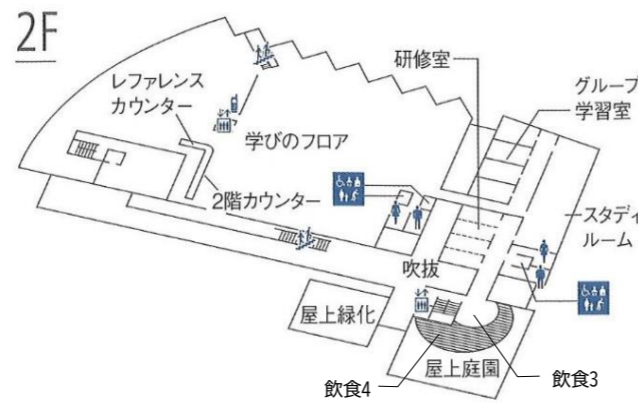 2F
レファレンス
カウンター
学びのフロア
2階カウンター
研修室
グループ
学習室
スタディ
ルーム
吹抜
屋上緑化
屋上庭園
飲食4
飲食3